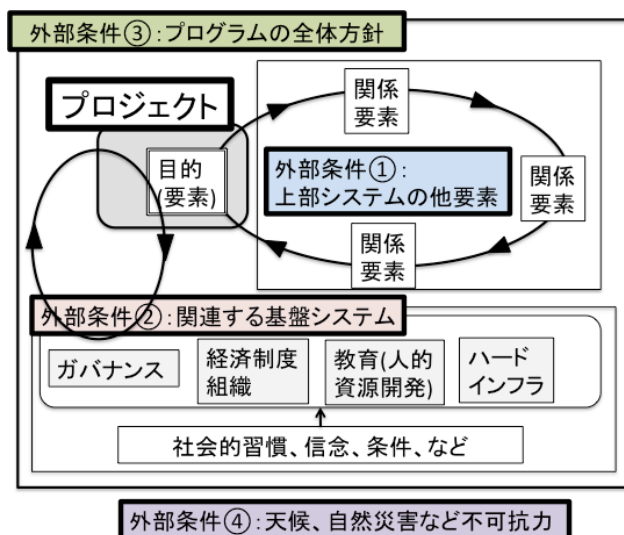 外部条件③:プログラムの全体方針
プロジェクト
目的
(要素)
関係
要素
外部条件①:
上部システムの他要素
関係
要素
関係
要素
外部条件②:関連する基盤システム
ガバナンス
経済制度
組織
教育(人的
資源開発)
ハード
インフラ
社会的習慣、信念、条件、など
外部条件④:天候、自然災害など不可抗力